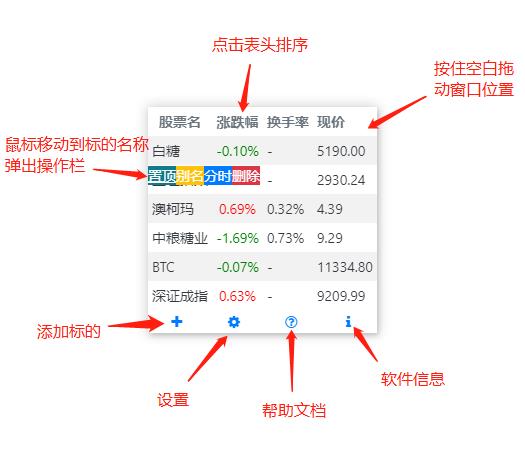 点击表头排序
按住空白拖
动窗口位置
鼠标移动到标的名称
弹出操作栏
股票名 涨跌幅 换手率 现价
白糖 -0.10% - 5190.00
置顶 别名 分时 删除 - 2930.24
澳柯玛 0.69% 0.32% 4.39
中粮糖业 -1.69% 0.73% 9.29
BTC -0.07% - 11334.80
深证成指 0.63% - 9209.99
添加标的
设置
帮助文档
软件信息